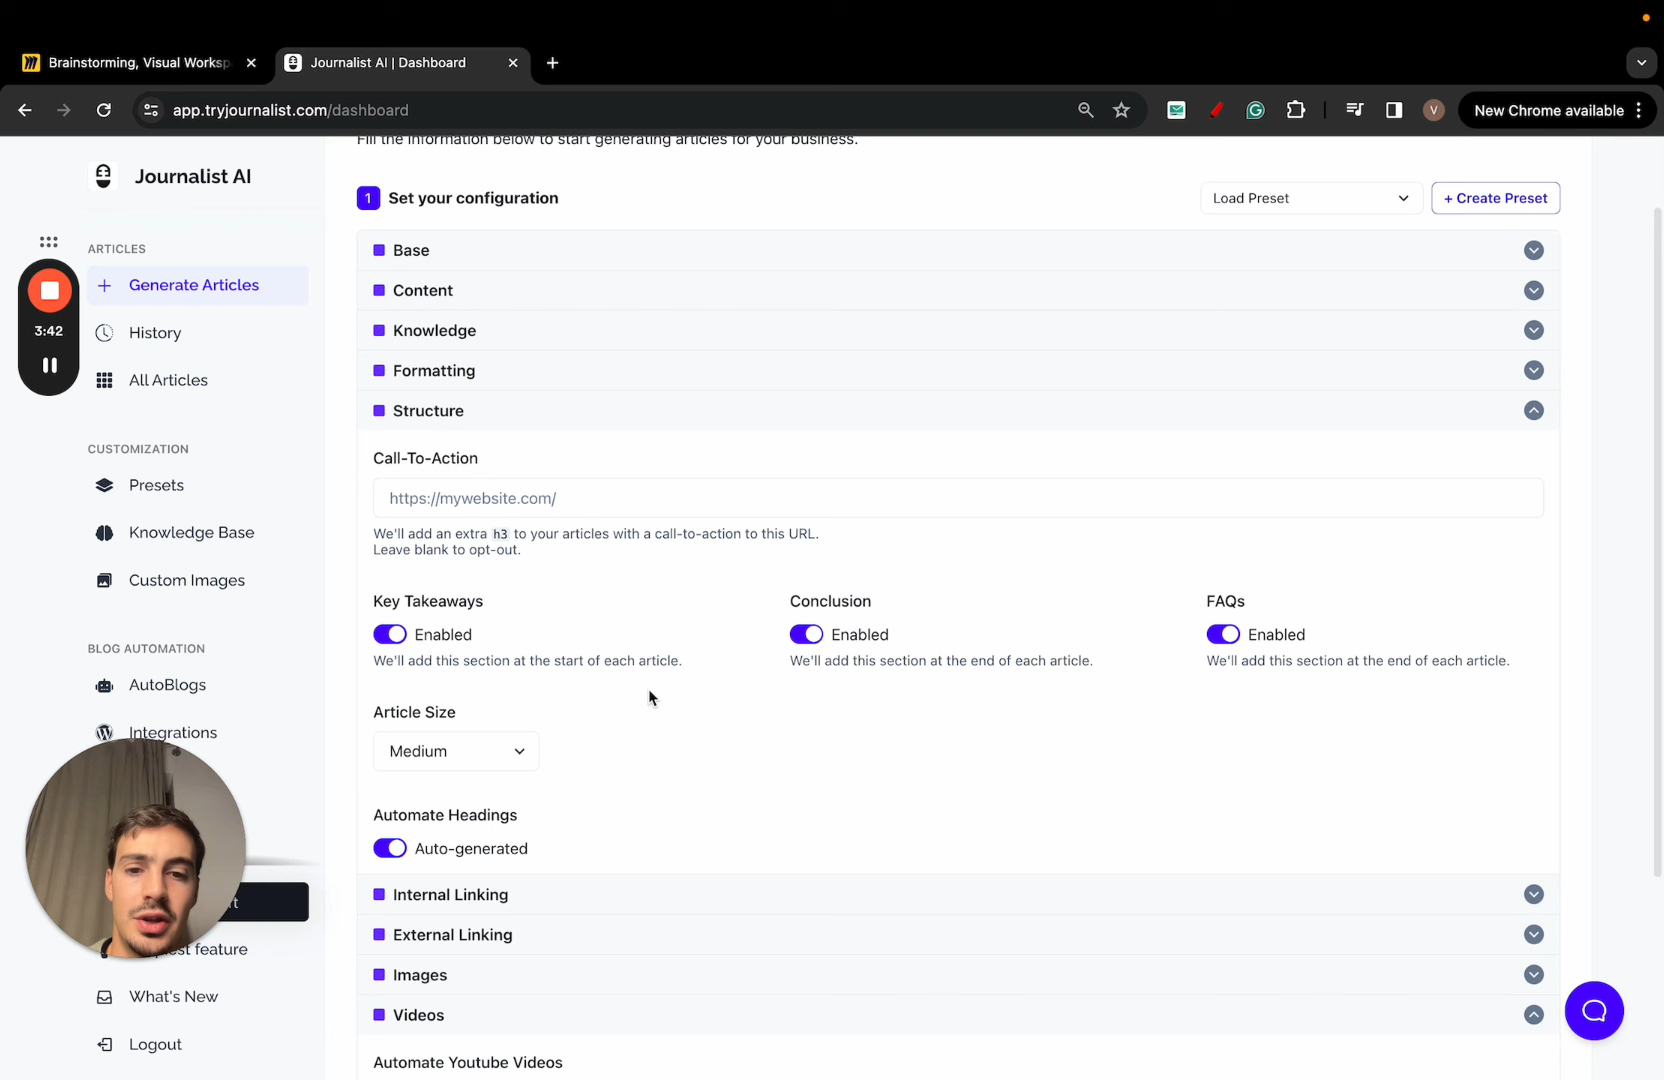 Brainstorming, Visual Worksp
Journalist AI | Dashboard
app.tryjournalist.com/dashboard
New Chrome available
V
Fill the information below to start generating articles for your business.
Journalist AI
1 Set your configuration
Load Preset
+ Create Preset
ARTICLES
Generate Articles
History
All Articles
3:42
CUSTOMIZATION
Presets
Knowledge Base
Custom Images
BLOG AUTOMATION
AutoBlogs
Integrations
feature
What's New
Logout
Base
Content
Knowledge
Formatting
Structure
Call-To-Action
https://mywebsite.com/
We'll add an extra h3 to your articles with a call-to-action to this URL.
Leave blank to opt-out.
Key Takeaways
Enabled
We'll add this section at the start of each article.
Conclusion
Enabled
We'll add this section at the end of each article.
FAQs
Enabled
We'll add this section at the end of each article.
Article Size
Medium
Automate Headings
Auto-generated
Internal Linking
External Linking
Images
Videos
Automate Youtube Videos